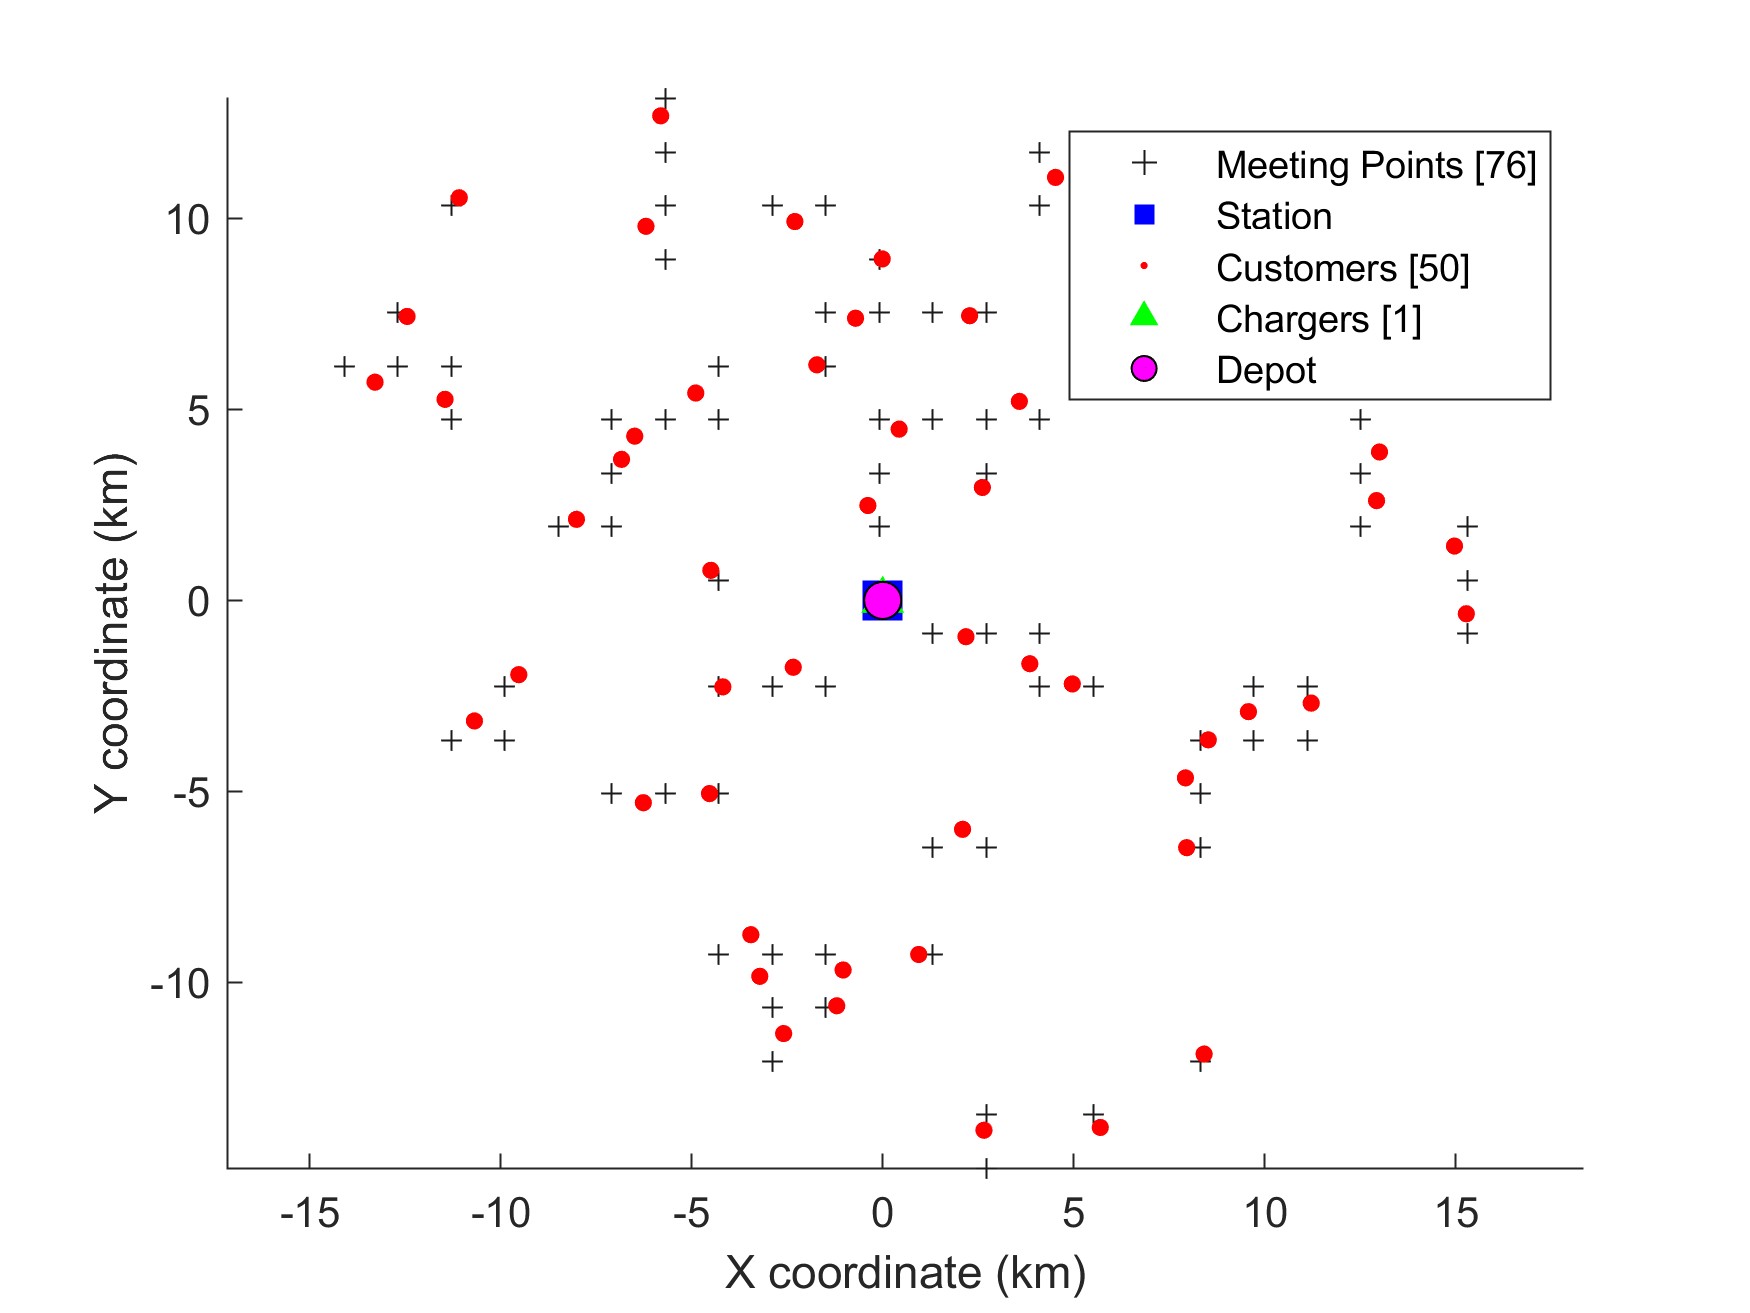 Meeting Points [76]
Station
Customers [50]
Chargers [1]
Depot
10
5
0
-5
-10
Y coordinate (km)
-15 -10 -5 0 5 10 15
X coordinate (km)